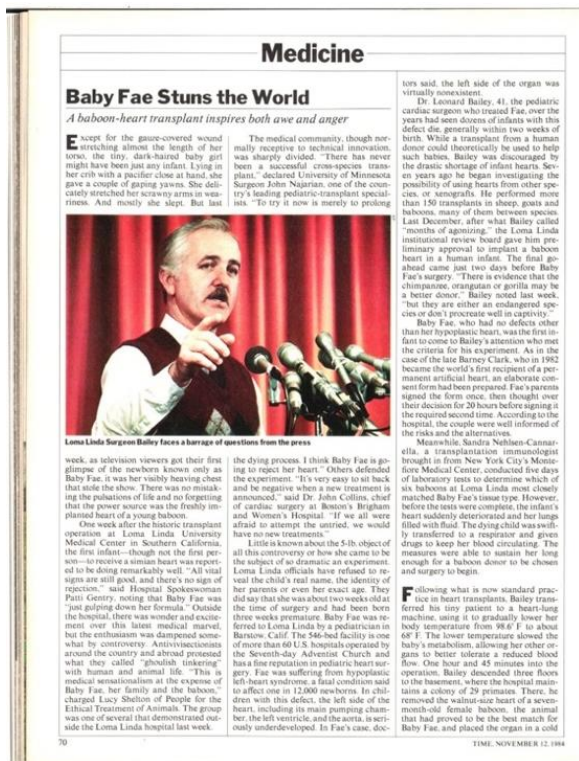 Medicine
Baby Fae Stuns the World
A baboon-heart transplant inspires both awe and anger
Except for the gauze-covered wound
stretching almost the length of her
torso, the tiny, dark-haired baby girl
might have been just any infant. Lying in
her crib with a pacifier close at hand, she
gave a couple of gaping yawns. She deli-
cately stretched her scrawny arms in wea-
riness. And mostly she slept. But last
Loma Linda Surgeon Bailey faces a barrage of questions from the press
week, as television viewers got their first
glimpse of the newborn known only as
Baby Fae, it was her visibly heaving chest
that stole the show. There was no mistak-
ing the pulsations of life and no forgetting
that the power source was the freshly im-
planted heart of a young baboon.
One week after the historic transplant
operation at Loma Linda University
Medical Center in Southern California,
the first infant—though not the first per-
son—to receive a simian heart was report-
ed to be doing remarkably well. "All vital
signs are still good, and there's no sign of
rejection," said Hospital Spokeswoman
Patti Gentry, noting that Baby Fae was
"just gulping down her formula." Outside
the hospital, there was wonder and excite-
ment over this latest medical marvel,
but the enthusiasm was dampened some-
what by controversy. Antivivisectionists
around the country and abroad protested
what they called "ghoulish tinkering"
with human and animal life. "This is
medical sensationalism at the expense of
Baby Fae, her family and the baboon,"
charged Lucy Shelton of People for the
Ethical Treatment of Animals. The group
was one of several that demonstrated out-
side the Loma Linda hospital last week.
The medical community, though nor-
mally receptive to technical innovation,
was sharply divided. "There has never
been a successful cross-species trans-
plant," declared University of Minnesota
Surgeon John Najarian, one of the coun-
try's leading pediatric-transplant special-
ists. "To try it now is merely to prolong
the dying process. I think Baby Fae is go-
ing to reject her heart." Others defended
the experiment. "It's very easy to sit back
and be negative when a new treatment is
announced," said Dr. John Collins, chief
of cardiac surgery at Boston's Brigham
and Women's Hospital. "If we all were
afraid to attempt the untried, we would
have no new treatments."
Little is known about the 5-lb. object of
all this controversy or how she came to be
the subject of so dramatic an experiment.
Loma Linda officials have refused to re-
veal the child's real name, the identity of
her parents or even her exact age. They
did say that she was about two weeks old at
the time of surgery and had been born
three weeks premature. Baby Fae was re-
ferred to Loma Linda by a pediatrician in
Barstow, Calif. The 546-bed facility is one
of more than 60 U.S. hospitals operated by
the Seventh-day Adventist Church and
has a fine reputation in pediatric heart sur-
gery. Fae was suffering from hypoplastic
left-heart syndrome, a fatal condition said
to affect one in 12,000 newborns. In chil-
dren with this defect, the left side of the
heart, including its main pumping cham-
ber, the left ventricle, and the aorta, is seri-
ously underdeveloped. In Fae's case, doc-
tors said, the left side of the organ was
virtually nonexistent.
Dr. Leonard Bailey, 41, the pediatric
cardiac surgeon who treated Fae, over the
years had seen dozens of infants with this
defect die, generally within two weeks of
birth. While a transplant from a human
donor could theoretically be used to help
such babies, Bailey was discouraged by
the drastic shortage of infant hearts. Sev-
en years ago he began investigating the
possibility of using hearts from other spe-
cies, or xenografts. He performed more
than 150 transplants in sheep, goats and
baboons, many of them between species.
Last December, after what Bailey called
"months of agonizing," the Loma Linda
institutional review board gave him pre-
liminary approval to implant a baboon
heart in a human infant. The final go-
ahead came just two days before Baby
Fae's surgery. "There is evidence that the
chimpanzee, orangutan or gorilla may be
a better donor," Bailey noted last week,
"but they are either an endangered spe-
cies or don't procreate well in captivity."
Baby Fae, who had no defects other
than her hypoplastic heart, was the first in-
fant to come to Bailey's attention who met
the criteria for his experiment. As in the
case of the late Barney Clark, who in 1982
became the world's first recipient of a per-
manent artificial heart, an elaborate con-
sent form had been prepared. Fae's parents
signed the form once, then thought over
their decision for 20 hours before signing it
the required second time. According to the
hospital, the couple were well informed of
the risks and the alternatives.
Meanwhile, Sandra Nehlsen-Cannar-
ella, a transplantation immunologist
brought in from New York City's Monte-
fiore Medical Center, conducted five days
of laboratory tests to determine which of
six baboons at Loma Linda most closely
matched Baby Fae's tissue type. However,
before the tests were complete, the infant's
heart suddenly deteriorated and her lungs
filled with fluid. The dying child was swift-
ly transferred to a respirator and given
drugs to keep her blood circulating. The
measures were able to sustain her long
enough for a baboon donor to be chosen
and surgery to begin.
Following what is now standard prac-
tice in heart transplants, Bailey trans-
ferred his tiny patient to a heart-lung
machine, using it to gradually lower her
body temperature from 98.6° F to about
68° F. The lower temperature slowed the
baby's metabolism, allowing her other or-
gans to better tolerate a reduced blood
flow. One hour and 45 minutes into the
operation, Bailey descended three floors
to the basement, where the hospital main-
tains a colony of 29 primates. There, he
removed the walnut-size heart of a seven-
month-old female baboon, the animal
that had proved to be the best match for
Baby Fae, and placed the organ in a cold
70
TIME, NOVEMBER 12, 1984